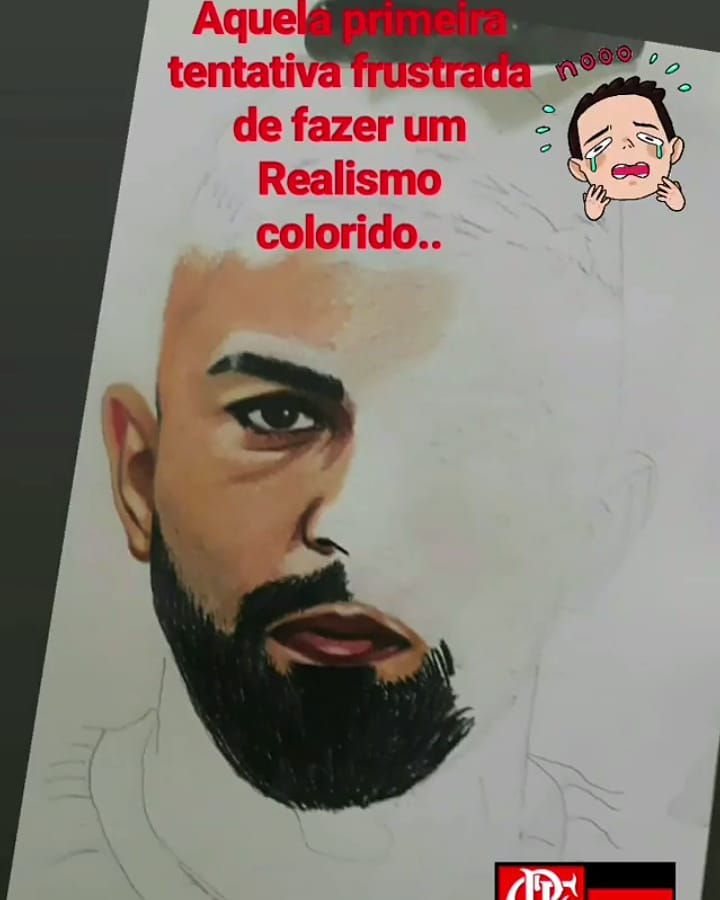 Aquela primeira
tentativa frustrada
de fazer um
Realismo
colorido..
nooo